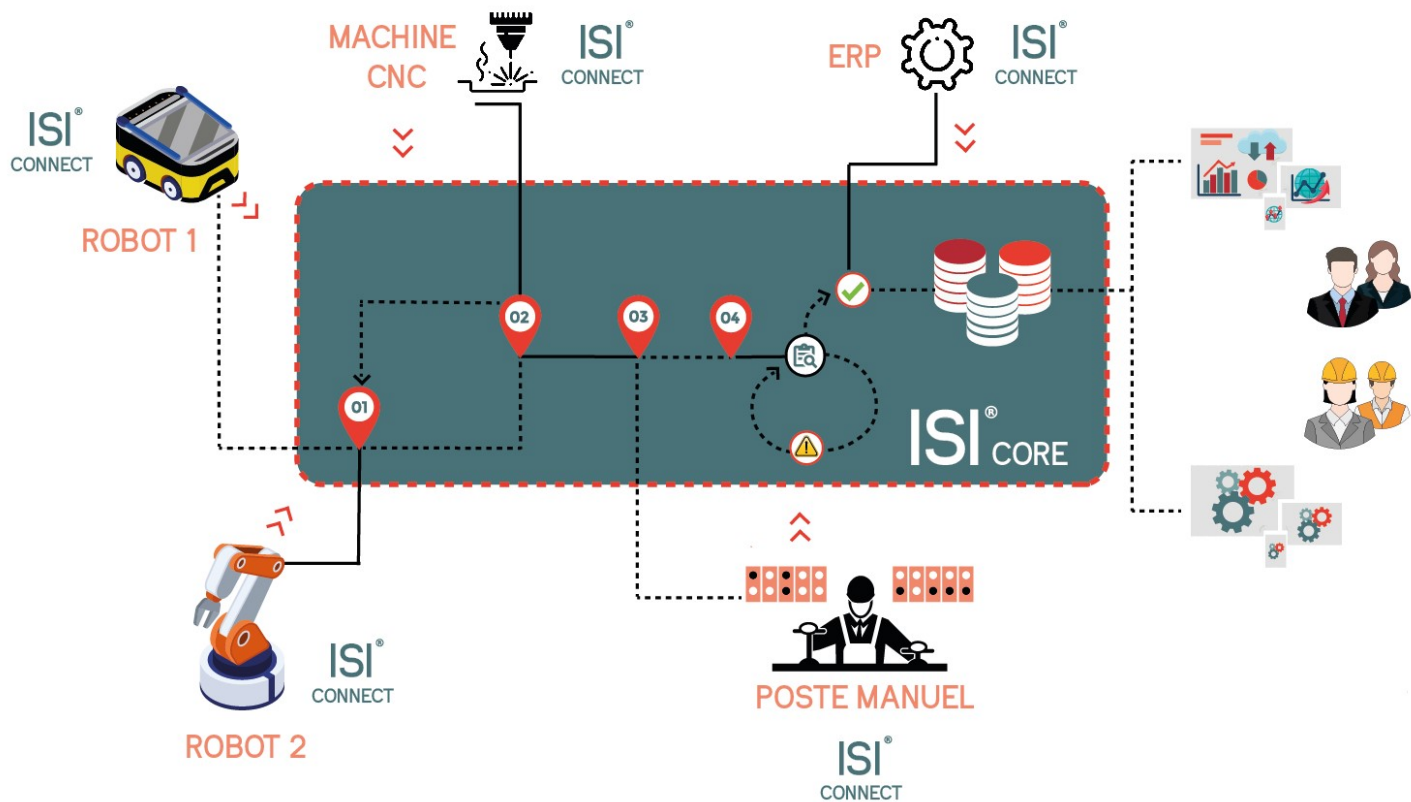 MACHINE
CNC
ISI®
CONNECT
ERP
ISI®
CONNECT
ISI®
CONNECT
ROBOT 1
02
03
04
01
ISI®
CORE
ISI®
CONNECT
ROBOT 2
POSTE MANUEL
ISI®
CONNECT